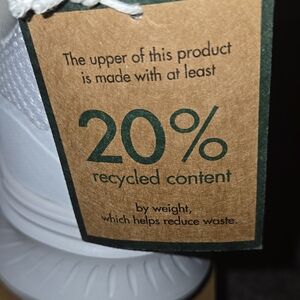 The upper of this product
is made with at least
20%
recycled content
by weight,
which helps reduce waste.